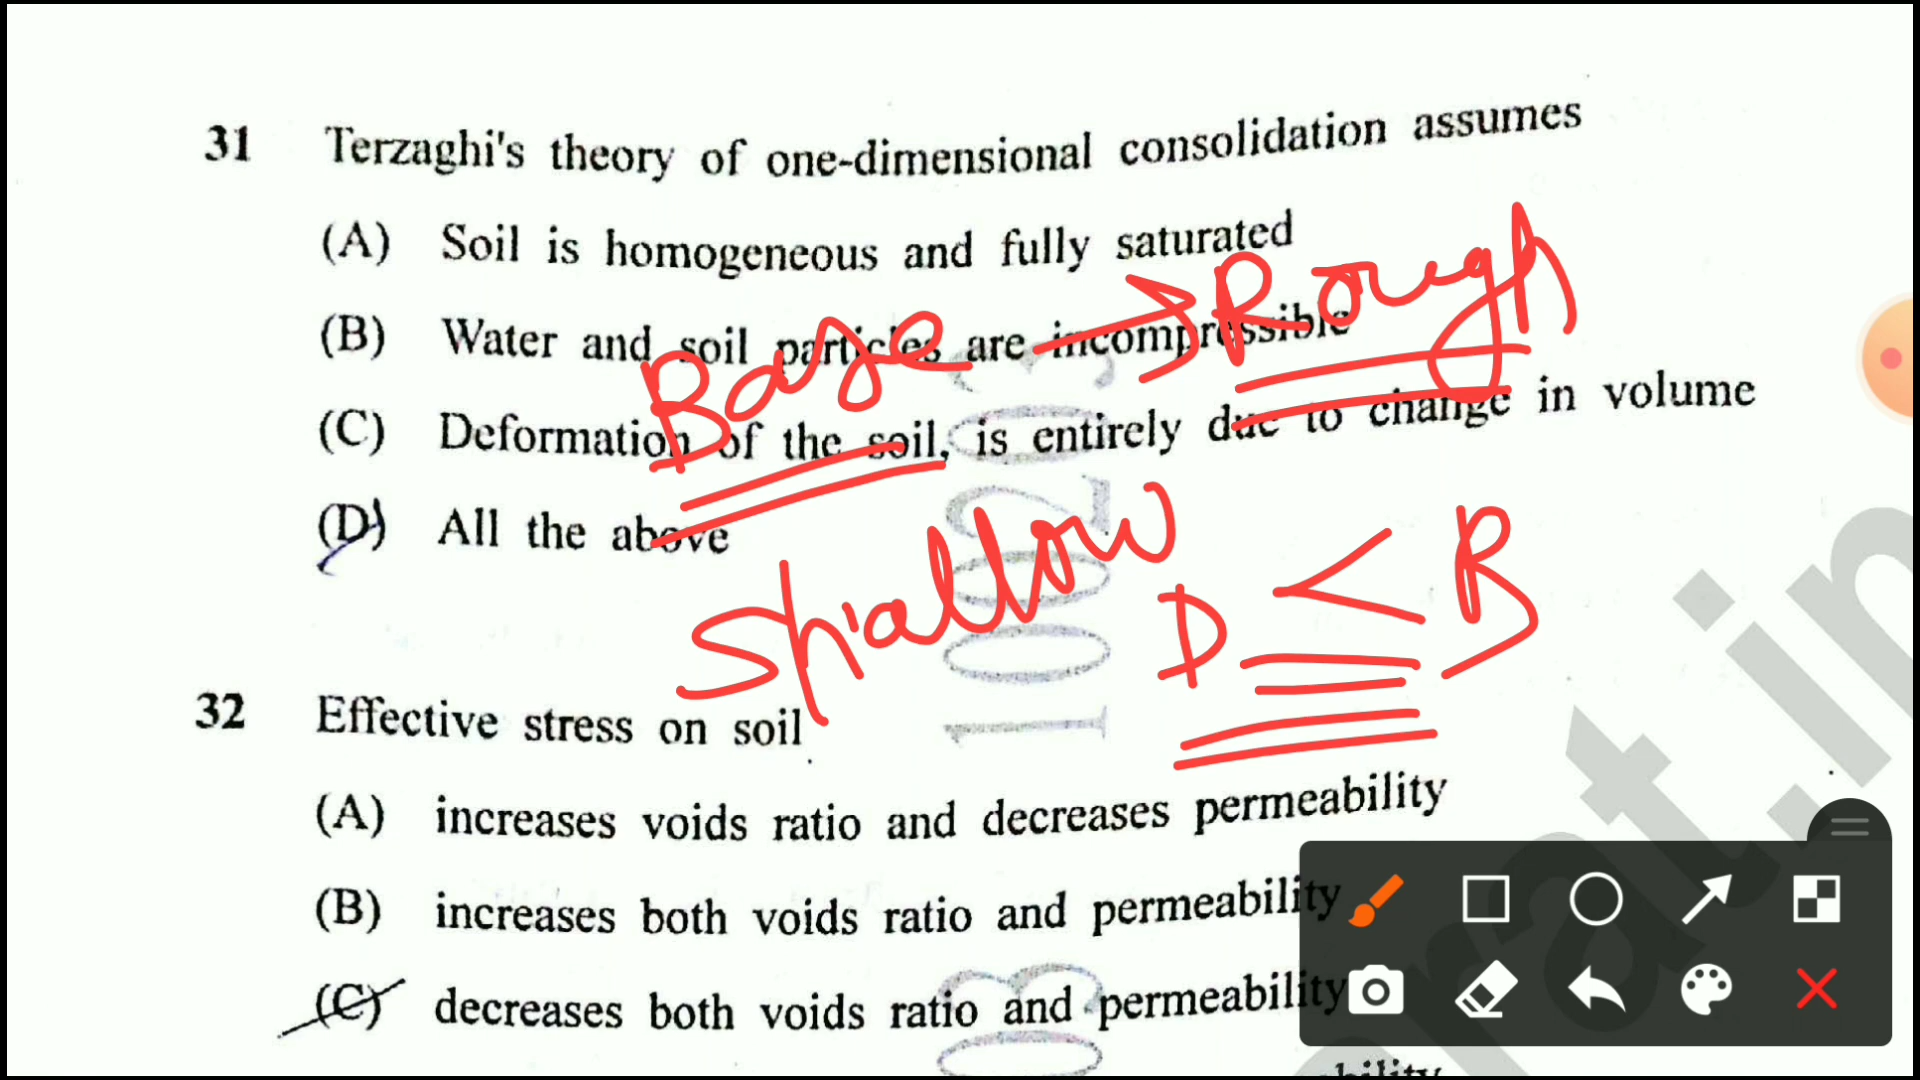 31 Terzaghi's theory of one-dimensional consolidation assumes
(A) Soil is homogeneous and fully saturated
(B) Water and soil particles are incompressible
Base → Rough
(C) Deformation of the soil, is entirely due to change in volume
(D) All the above
Shallow D < B
32 Effective stress on soil
(A) increases voids ratio and decreases permeability
(B) increases both voids ratio and permeability
(C) decreases both voids ratio and permeability